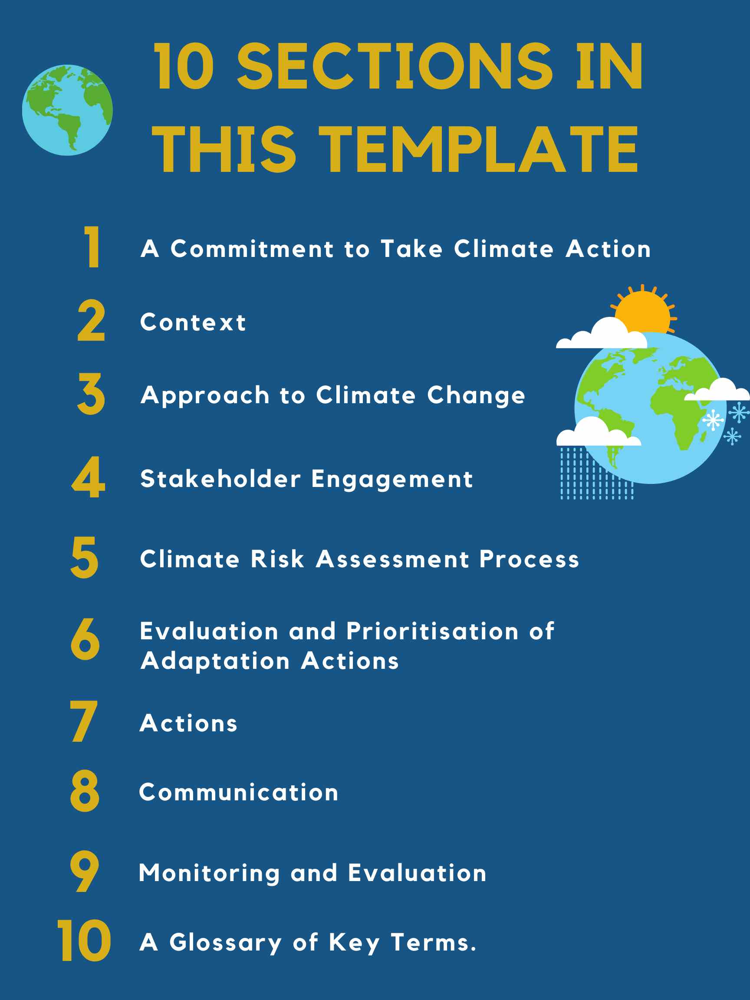 10 SECTIONS IN
THIS TEMPLATE
1 A Commitment to Take Climate Action
2 Context
3 Approach to Climate Change
4 Stakeholder Engagement
5 Climate Risk Assessment Process
6 Evaluation and Prioritisation of
Adaptation Actions
7 Actions
8 Communication
9 Monitoring and Evaluation
10 A Glossary of Key Terms.